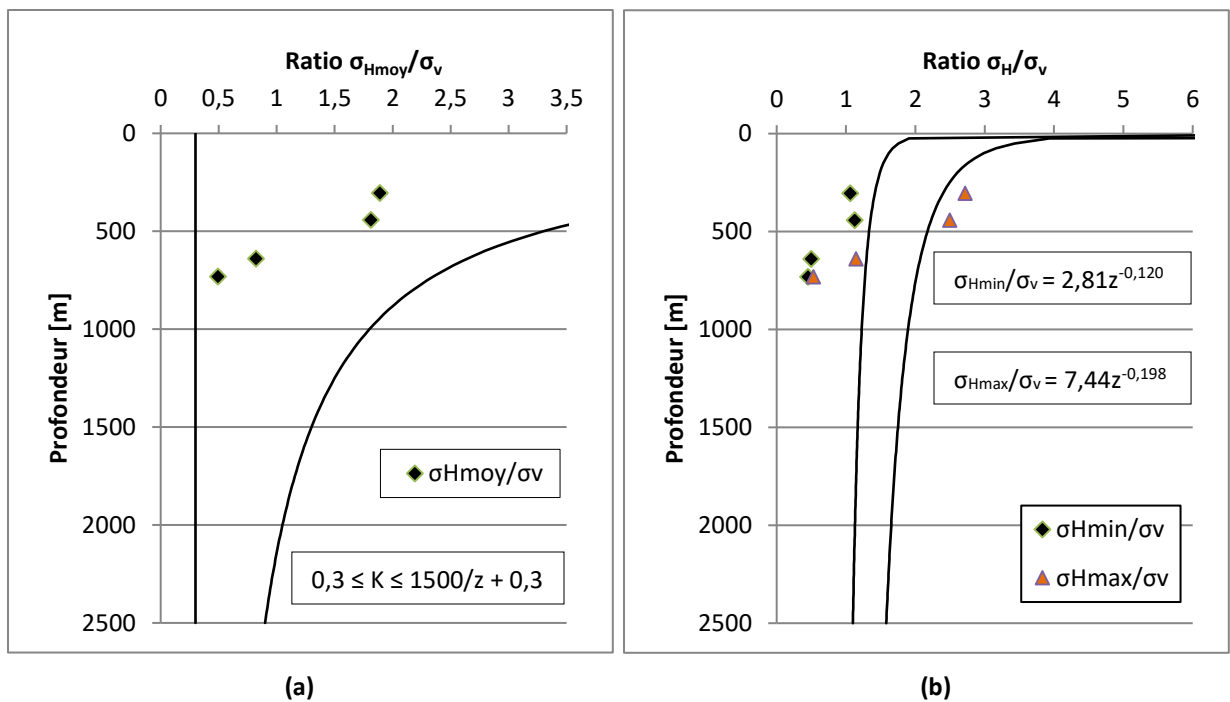 Ratio σHmoy/σv
0 0,5 1 1,5 2 2,5 3 3,5
0
500
1000
1500
2000
2500
Profondeur [m]
σHmoy/σv
0,3 ≤ K ≤ 1500/z + 0,3
(a)
Ratio σH/σv
0 1 2 3 4 5 6
0
500
1000
1500
2000
2500
Profondeur [m]
σHmin/σv = 2,81z-0,120
σHmax/σv = 7,44z-0,198
σHmin/σv
σHmax/σv
(b)